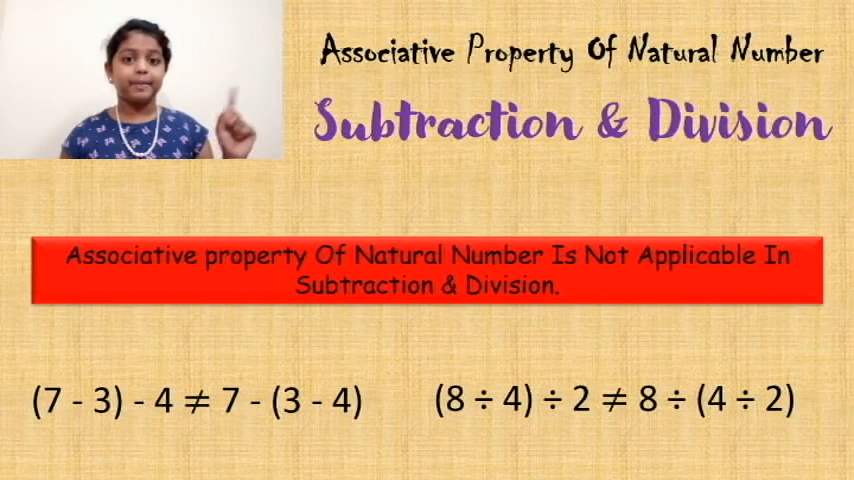 Associative Property Of Natural Number
Subtraction & Division
Associative property Of Natural Number Is Not Applicable In
Subtraction & Division.
(7 - 3) - 4 ≠ 7 - (3 - 4)
(8 ÷ 4) ÷ 2 ≠ 8 ÷ (4 ÷ 2)